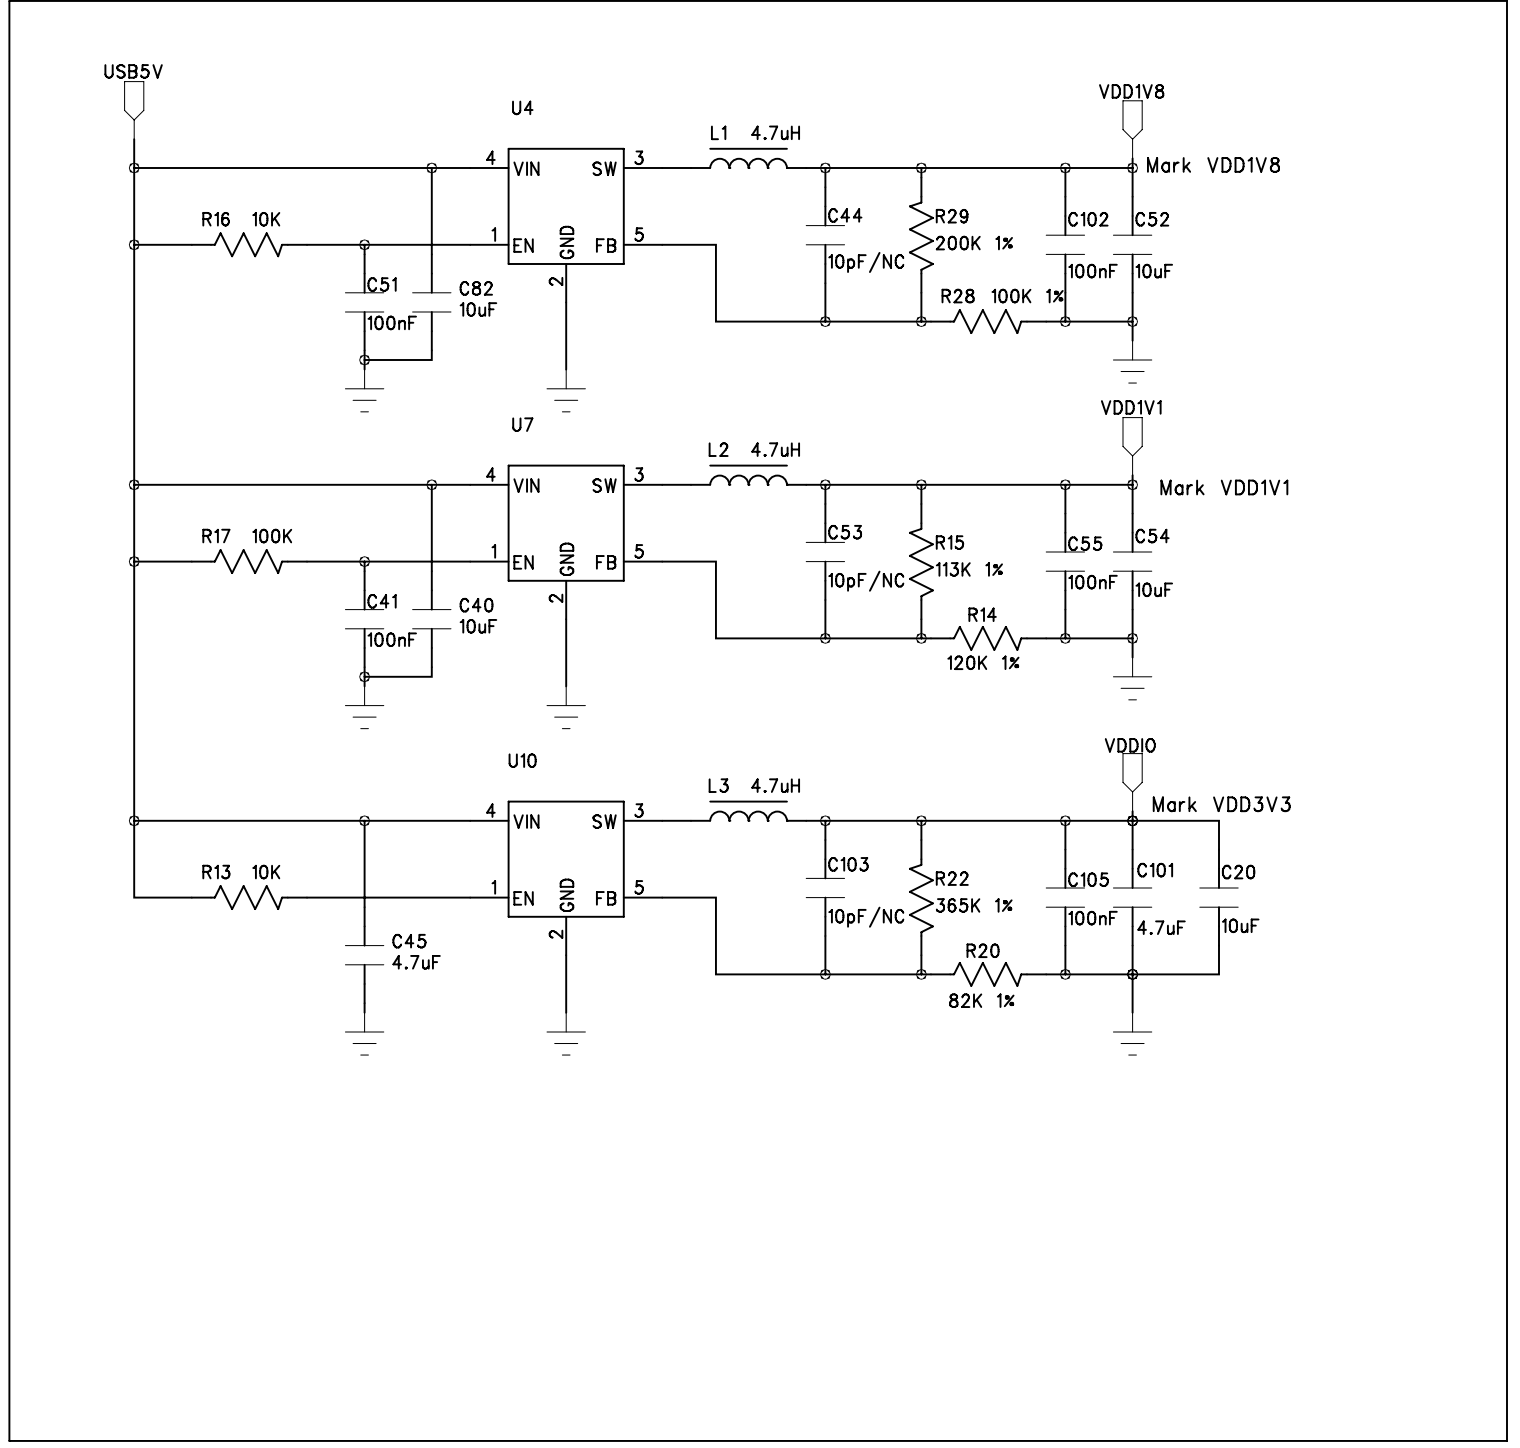 USB5V
U4
VDD1V8
L1 4.7uH
4 VIN SW 3
Mark VDD1V8
R16 10K
C44
R29
C102
C52
1 EN GND FB 5
200K 1%
10pF/NC
100nF
10uF
2
C51
C82
R28 100K 1%
10uF
100nF
VDD1V1
U7
L2 4.7uH
4 VIN SW 3
Mark VDD1V1
R17 100K
C53
R15
C55
C54
1 EN GND FB 5
113K 1%
10pF/NC
100nF
10uF
2
C41
C40
R14
10uF
100nF
120K 1%
VDDIO
U10
L3 4.7uH
Mark VDD3V3
4 VIN SW 3
R13 10K
C103
R22
C105
C101
C20
1 EN GND FB 5
365K 1%
10pF/NC
100nF
4.7uF
10uF
2
C45
R20
4.7uF
82K 1%